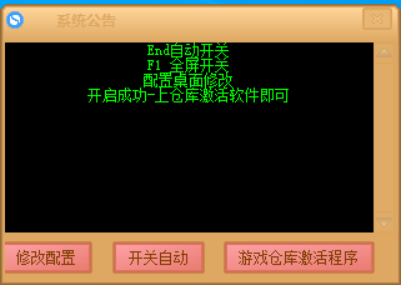 系统公告
End自动开关
F1 全屏开关
配置桌面修改
开启成功-上仓库激活软件即可
修改配置
开关自动
游戏仓库激活程序